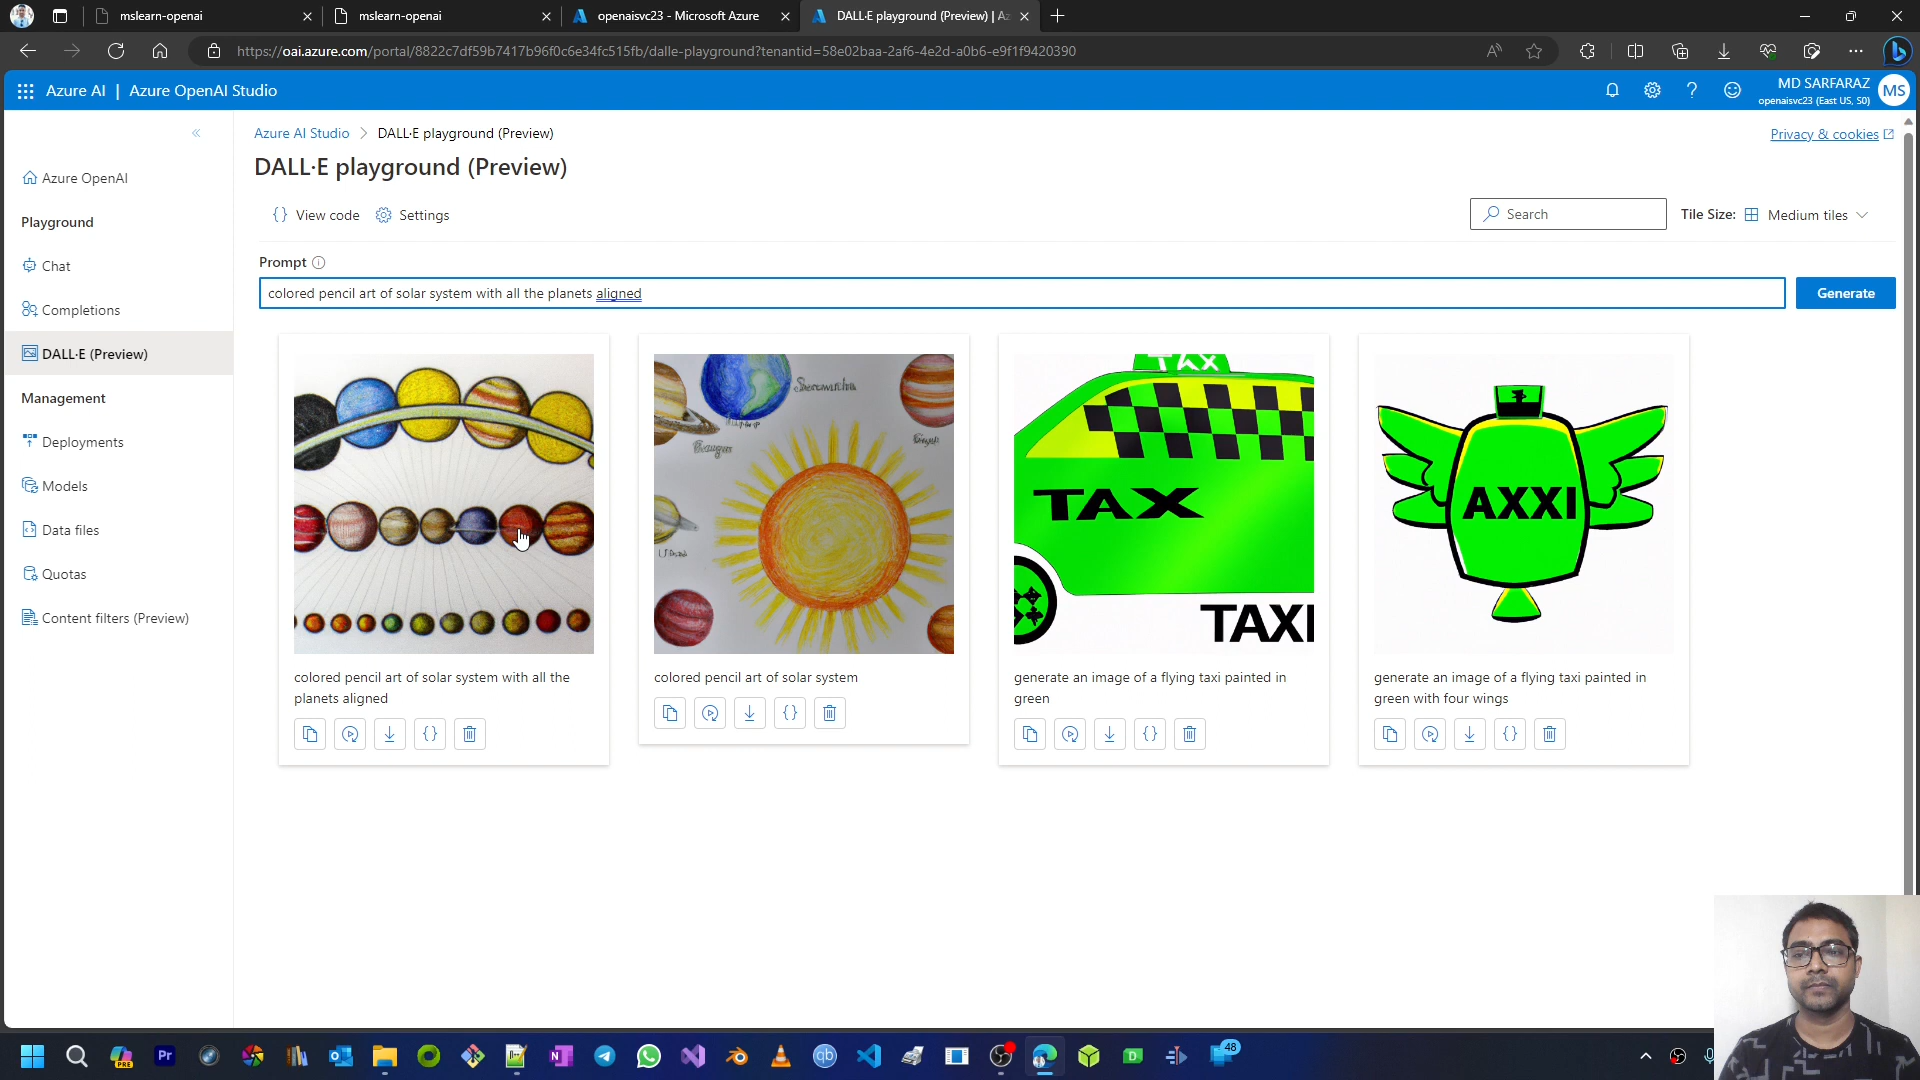 mslearn-openai
mslearn-openai
openaisvc23 - Microsoft Azure
DALL·E playground (Preview) | Az
https://oai.azure.com/portal/8822c7df59b7417b96f0c6e34fc515fb/dalle-playground?tenantid=58e02baa-2af6-4e2d-a0b6-e9f1f9420390
Azure AI | Azure OpenAI Studio
MD SARFARAZ
openaisvc23 (East US, S0)
MS
Azure AI Studio > DALL·E playground (Preview)
Privacy & cookies
DALL·E playground (Preview)
Azure OpenAI
Playground
Chat
Completions
DALL·E (Preview)
Management
Deployments
Models
Data files
Quotas
Content filters (Preview)
{} View code
Settings
Search
Tile Size: Medium tiles
Prompt
colored pencil art of solar system with all the planets aligned
Generate
TAX
TAX
TAXI
AXXI
colored pencil art of solar system with all the
planets aligned
colored pencil art of solar system
generate an image of a flying taxi painted in
green
generate an image of a flying taxi painted in
green with four wings
PRE
Pr
N
qb
D
48